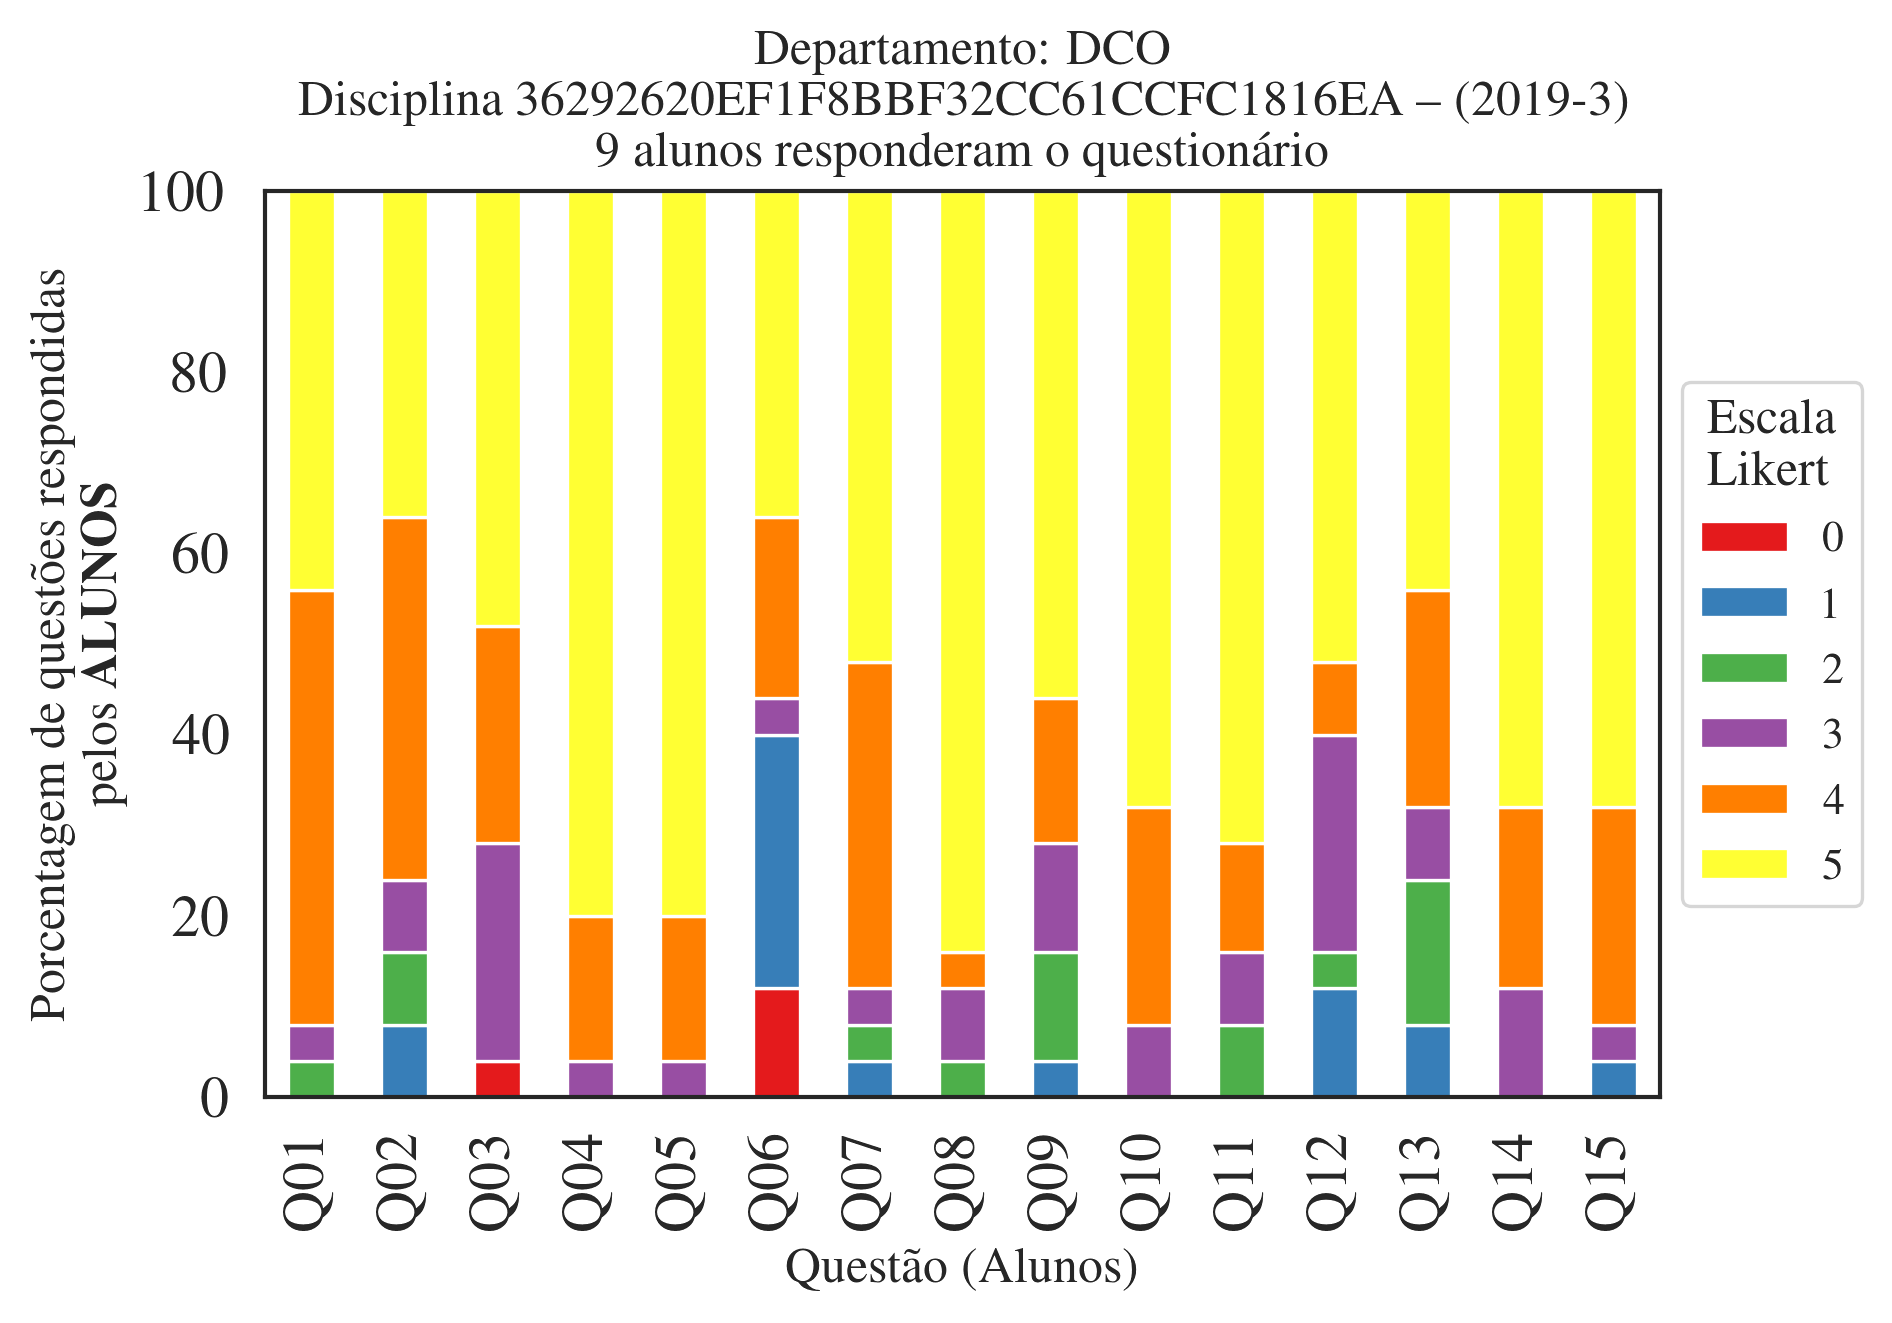 Departamento: DCO
Disciplina 36292620EF1F8BBF32CC61CCFC1816EA – (2019-3)
9 alunos responderam o questionário
Porcentagem de questões respondidas
pelos ALUNOS
100
80
60
40
20
0
Q01
Q02
Q03
Q04
Q05
Q06
Q07
Q08
Q09
Q10
Q11
Q12
Q13
Q14
Q15
Questão (Alunos)
Escala
Likert
0
1
2
3
4
5